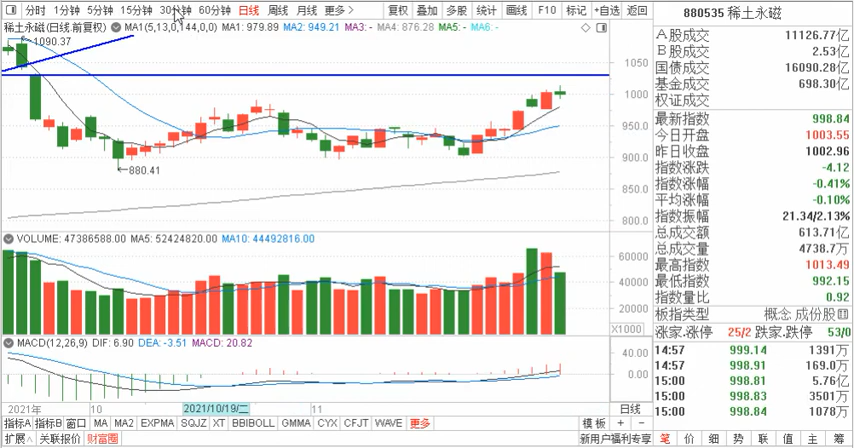 分时 1分钟 5分钟 15分钟 30分钟 60分钟 日线 周线 月线 更多 > 复权 叠加 多股 统计 画线 F10 标记 +自选 返回
880535 稀土永磁
稀土永磁(日线.前复权) MA1(5,13,0,144,0,0) MA1: 979.89 MA2: 949.21 MA3: - MA4: 876.28 MA5: - MA6: -
1090.37
880.41
1050
1000
950.0
900.0
850.0
800.0
VOLUME: 47386588.00 MA5: 52424820.00 MA10: 44492816.00
60000
40000
20000
X1000
MACD(12,26,9) DIF: 6.90 DEA: -3.51 MACD: 20.82
40.00
0.00
2021年 10 2021/10/19/二 11 日线
指标A 指标B 窗口 MA MA2 EXPMA SQJZ XT BBIBOLL GMMA CYX CFJT WAVE 更多 模板 + −
扩展∧ 关联报价 财富圈 新用户福利专享
A股成交 11126.77亿
B股成交 2.53亿
国债成交 16090.28亿
基金成交 698.30亿
权证成交
最新指数 998.84
今日开盘 1003.55
昨日收盘 1002.96
指数涨跌 -4.12
指数涨幅 -0.41%
平均涨幅 -0.10%
指数振幅 21.34/2.13%
总成交额 613.71亿
总成交量 4738.7万
最高指数 1013.49
最低指数 992.15
指数量比 0.92
板指类型 概念 成份股
涨家.涨停 25/2 跌家.跌停 53/0
14:57 999.14 1391万
14:57 998.91 169.0万
15:00 998.81 5.76亿
15:00 998.83 3501万
15:00 998.84 1078万
笔 价 细 势 联 值 主 筹